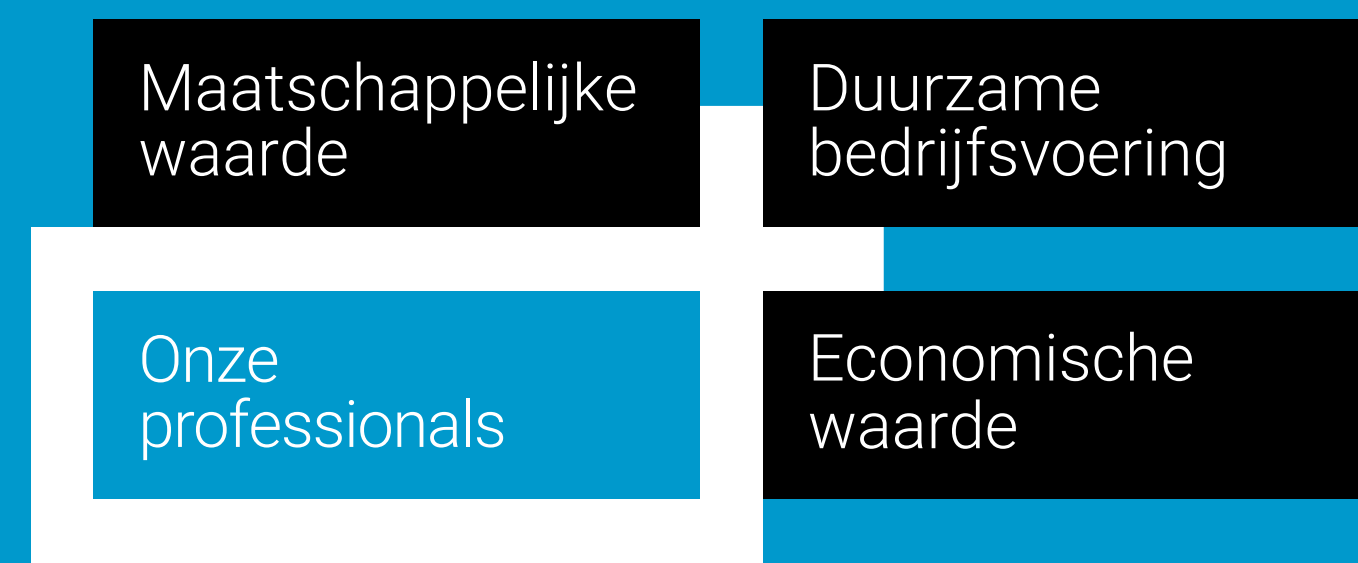 Maatschappelijke
waarde
Duurzame
bedrijfsvoering
Onze
professionals
Economische
waarde